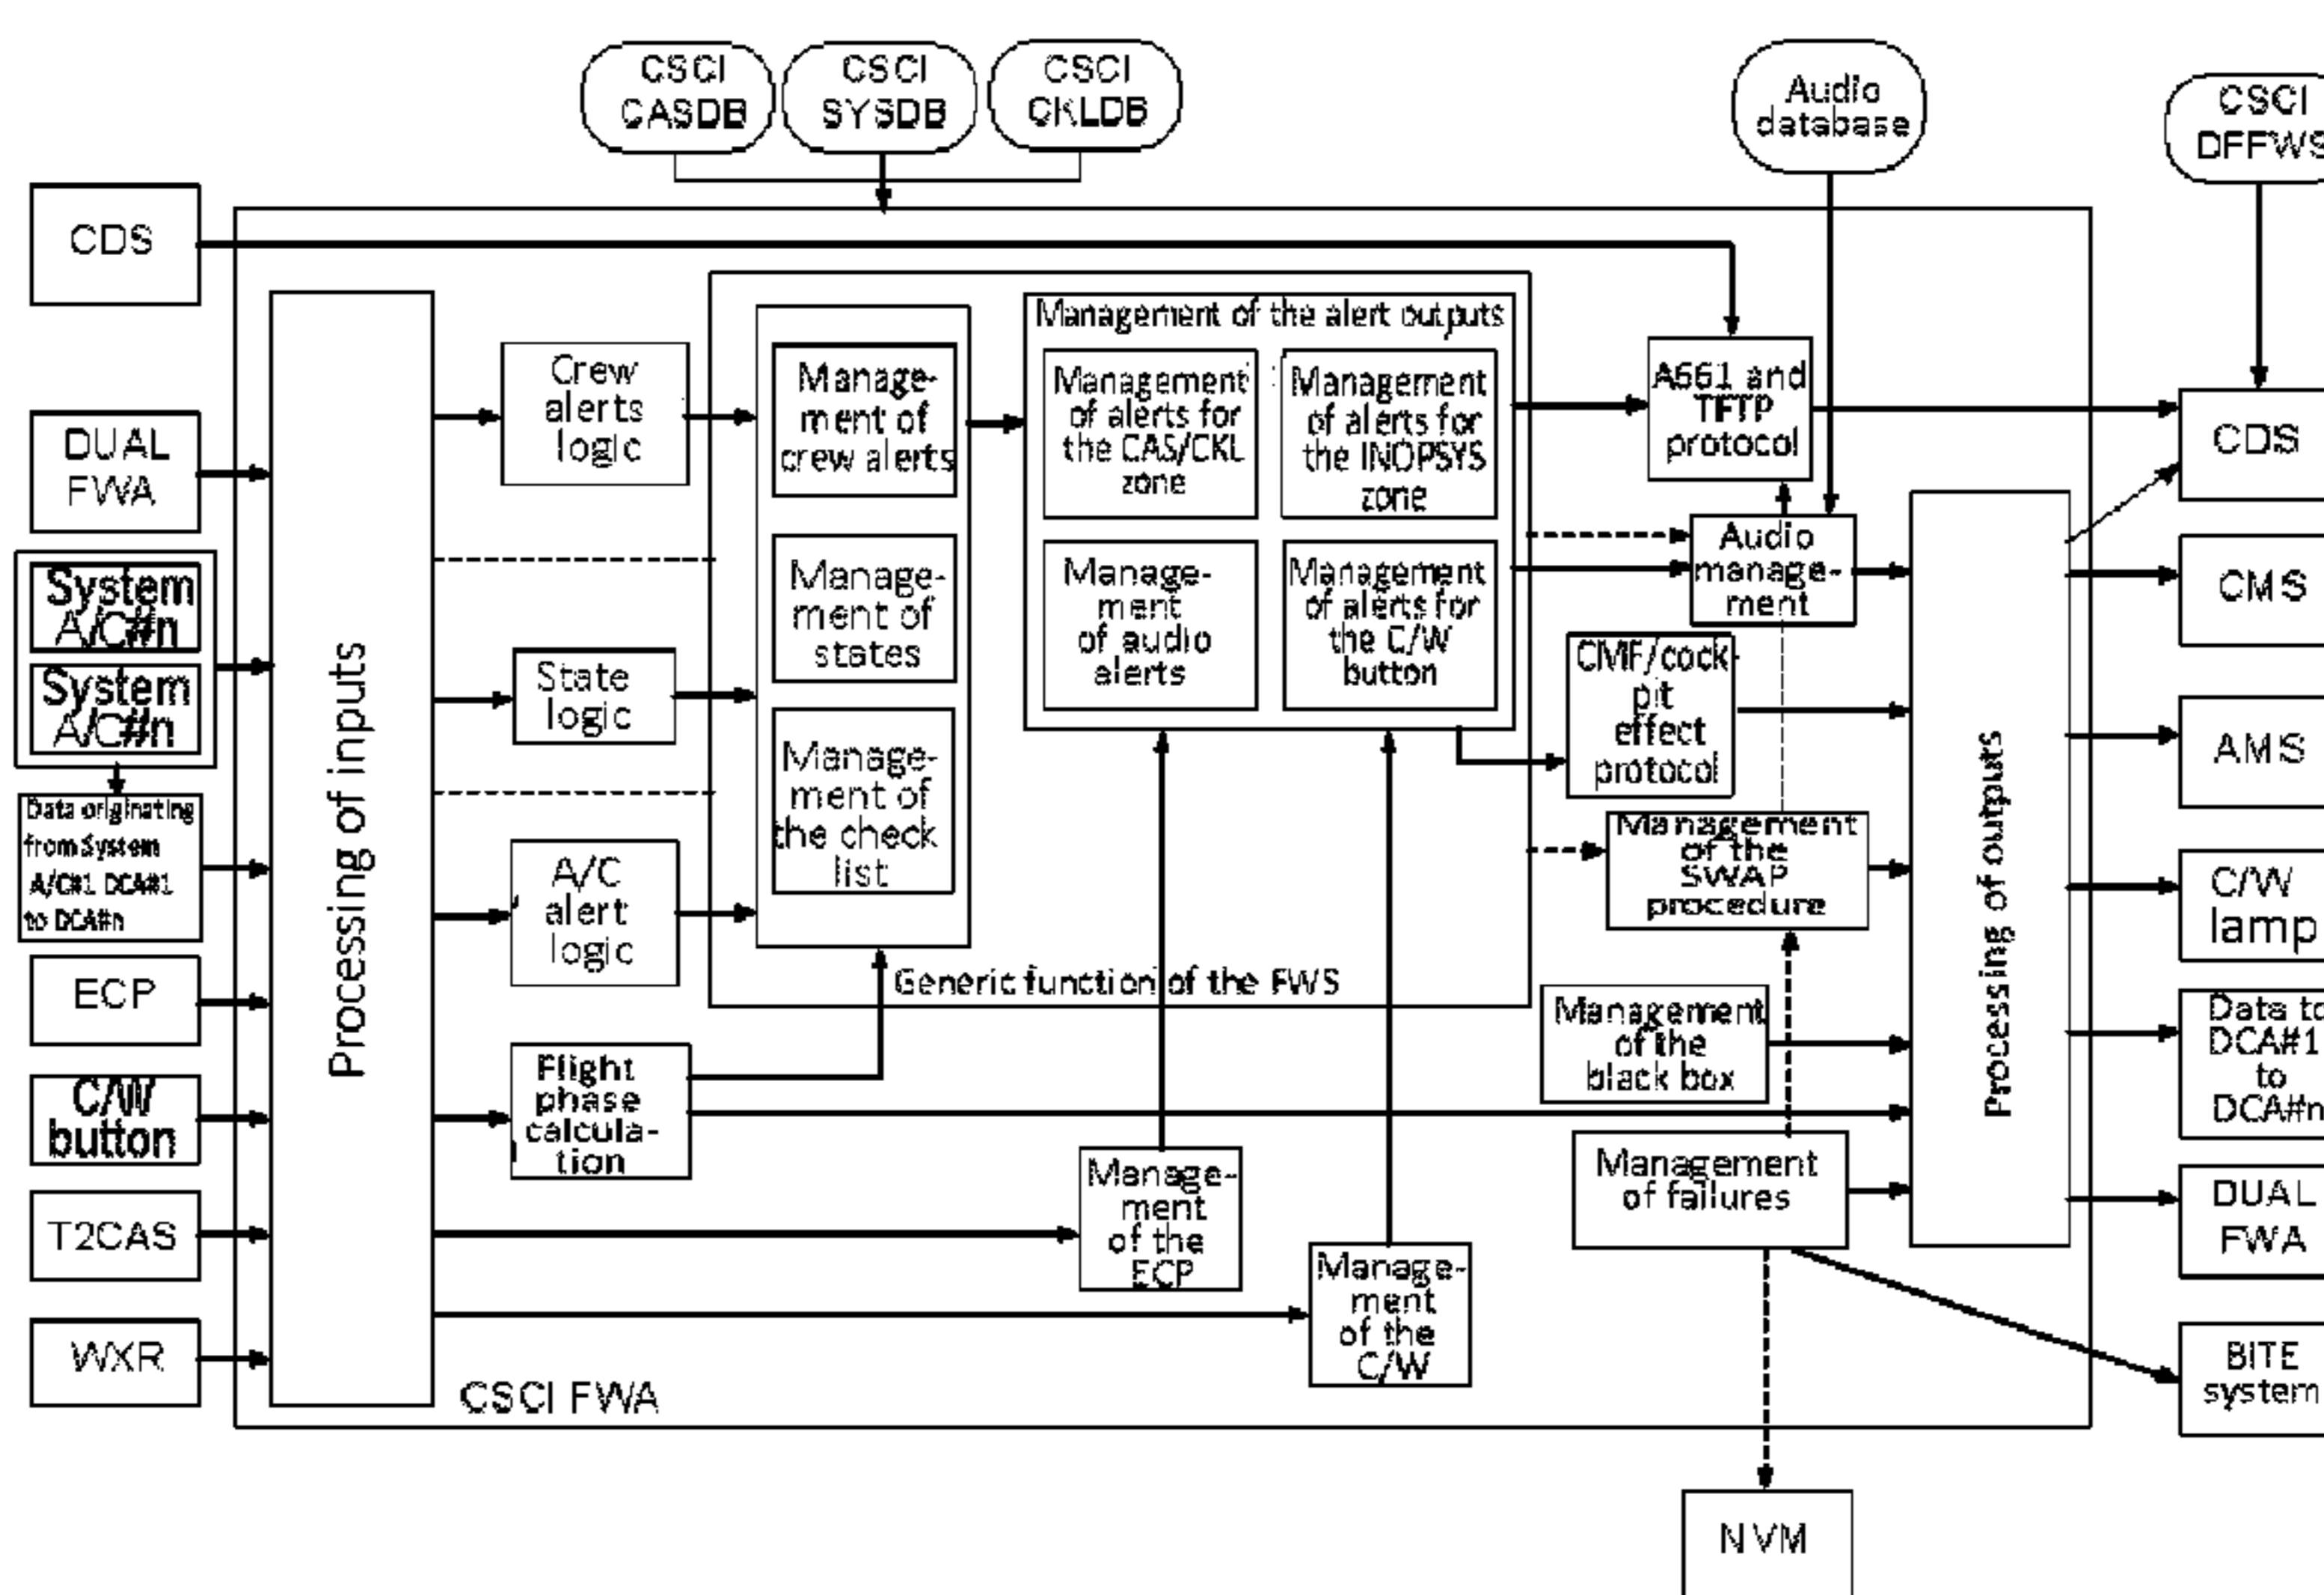 CSCI
CASDB
CSCI
SYSDB
CSCI
CKLDB
Audio
database
CSCI
DFFWS
CDS
DUAL
FWA
System
A/C#n
System
A/C#n
Data originating
from System
A/C#1 DCA#1
to DCA#n
ECP
C/W
button
T2CAS
WXR
Processing of inputs
CSCI FWA
Crew
alerts
logic
State
logic
A/C
alert
logic
Flight
phase
calcula-
tion
Manage-
ment of
crew alerts
Manage-
ment of
states
Manage-
ment of
the check
list
Generic function of the FWS
Management of the alert outputs
Management
of alerts for
the CAS/CKL
zone
Management
of alerts for
the INOPSYS
zone
Manage-
ment
of audio
alerts
Management
of alerts for
the C/W
button
Manage-
ment
of the
ECP
Manage-
ment
of the
C/W
A661 and
TFTP
protocol
Audio
manage-
ment
CMF/cock-
pit
effect
protocol
Management
of the
SWAP
procedure
Management
of the
black box
Management
of failures
Processing of outputs
CDS
CMS
AMS
C/W
lamp
Data to
DCA#1
to
DCA#n
DUAL
FWA
BITE
system
NVM